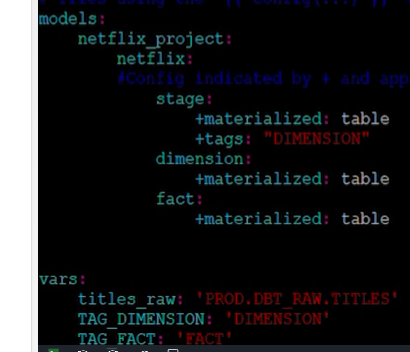 models:
    netflix_project:
        netflix:
        #Config indicated by + and app
            stage:
                +materialized: table
                +tags: "DIMENSION"
            dimension:
                +materialized: table
            fact:
                +materialized: table
vars:
    titles_raw: 'PROD.DBT_RAW.TITLES'
    TAG_DIMENSION: 'DIMENSION'
    TAG_FACT: 'FACT'